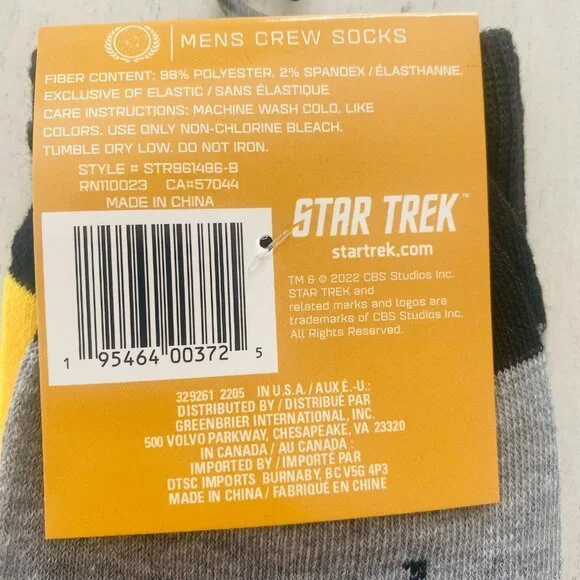 MENS CREW SOCKS
FIBER CONTENT: 98% POLYESTER, 2% SPANDEX / ÉLASTHANNE,
EXCLUSIVE OF ELASTIC / SANS ÉLASTIQUE
CARE INSTRUCTIONS: MACHINE WASH COLD, LIKE
COLORS. USE ONLY NON-CHLORINE BLEACH.
TUMBLE DRY LOW. DO NOT IRON.
STYLE # STR961486-B
RN110023 CA#57044
MADE IN CHINA
STAR TREK™
startrek.com
TM & © 2022 CBS Studios Inc.
STAR TREK and
related marks and logos are
trademarks of CBS Studios Inc.
All Rights Reserved.
1 95464 00372 5
329261 2205 IN U.S.A. / AUX É.-U.:
DISTRIBUTED BY / DISTRIBUÉ PAR
GREENBRIER INTERNATIONAL, INC.
500 VOLVO PARKWAY, CHESAPEAKE, VA 23320
IN CANADA / AU CANADA :
IMPORTED BY / IMPORTÉ PAR
DTSC IMPORTS BURNABY, BC V5G 4P3
MADE IN CHINA / FABRIQUÉ EN CHINE